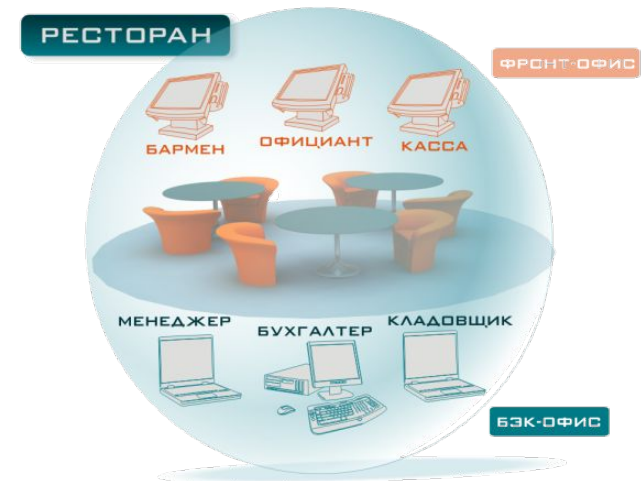 РЕСТОРАН
ФРОНТ-ОФИС
БАРМЕН
ОФИЦИАНТ
КАССА
МЕНЕДЖЕР
БУХГАЛТЕР
КЛАДОВЩИК
БЭК-ОФИС